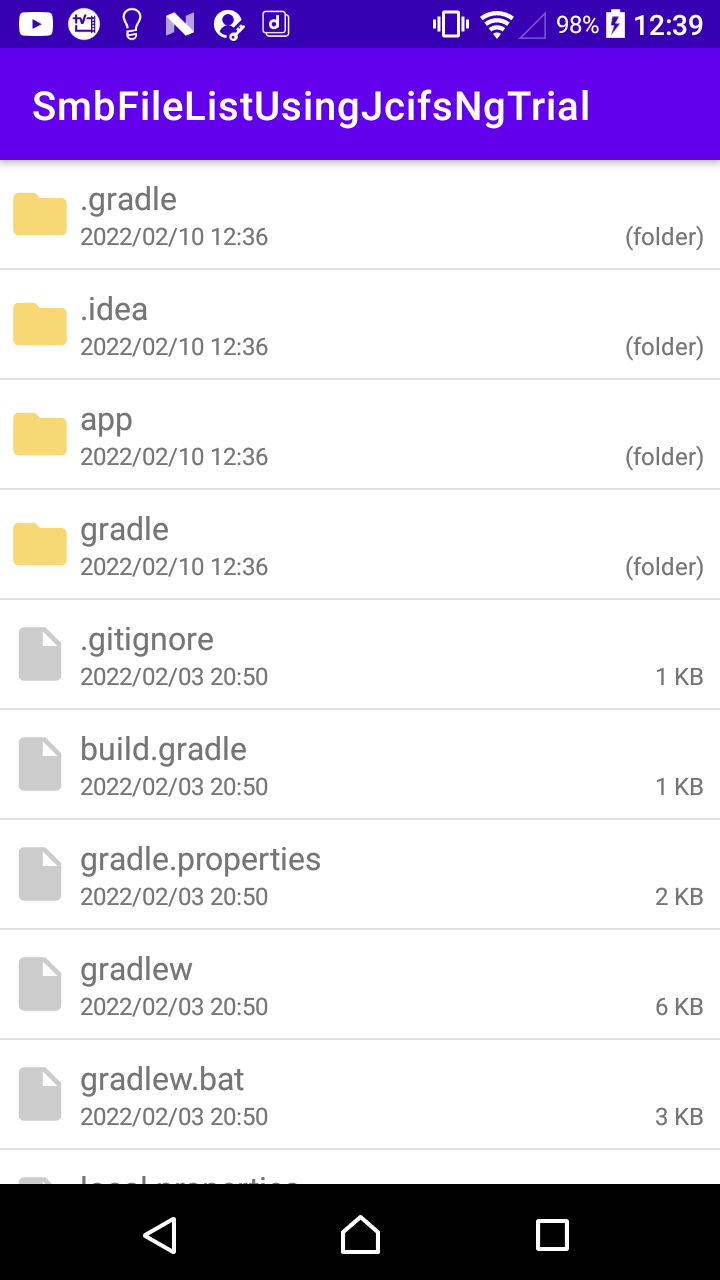 98% 12:39
SmbFileListUsingJcifsNgTrial
.gradle
2022/02/10 12:36 (folder)
.idea
2022/02/10 12:36 (folder)
app
2022/02/10 12:36 (folder)
gradle
2022/02/10 12:36 (folder)
.gitignore
2022/02/03 20:50 1 KB
build.gradle
2022/02/03 20:50 1 KB
gradle.properties
2022/02/03 20:50 2 KB
gradlew
2022/02/03 20:50 6 KB
gradlew.bat
2022/02/03 20:50 3 KB
local.properties